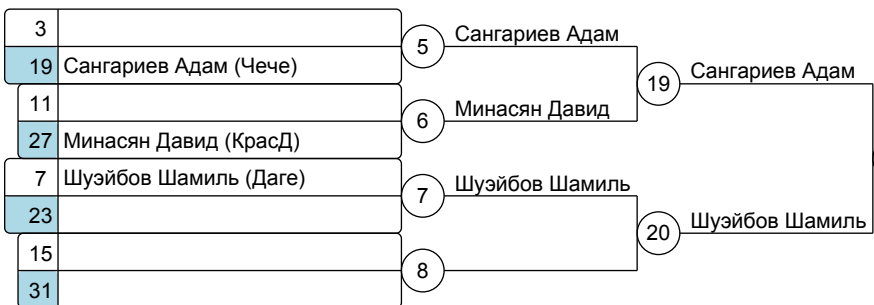 3
19 Сангариев Адам (Чече)
11
27 Минасян Давид (КрасД)
7 Шуэйбов Шамиль (Даге)
23
15
31
5 Сангариев Адам
6 Минасян Давид
7 Шуэйбов Шамиль
8
19 Сангариев Адам
20 Шуэйбов Шамиль